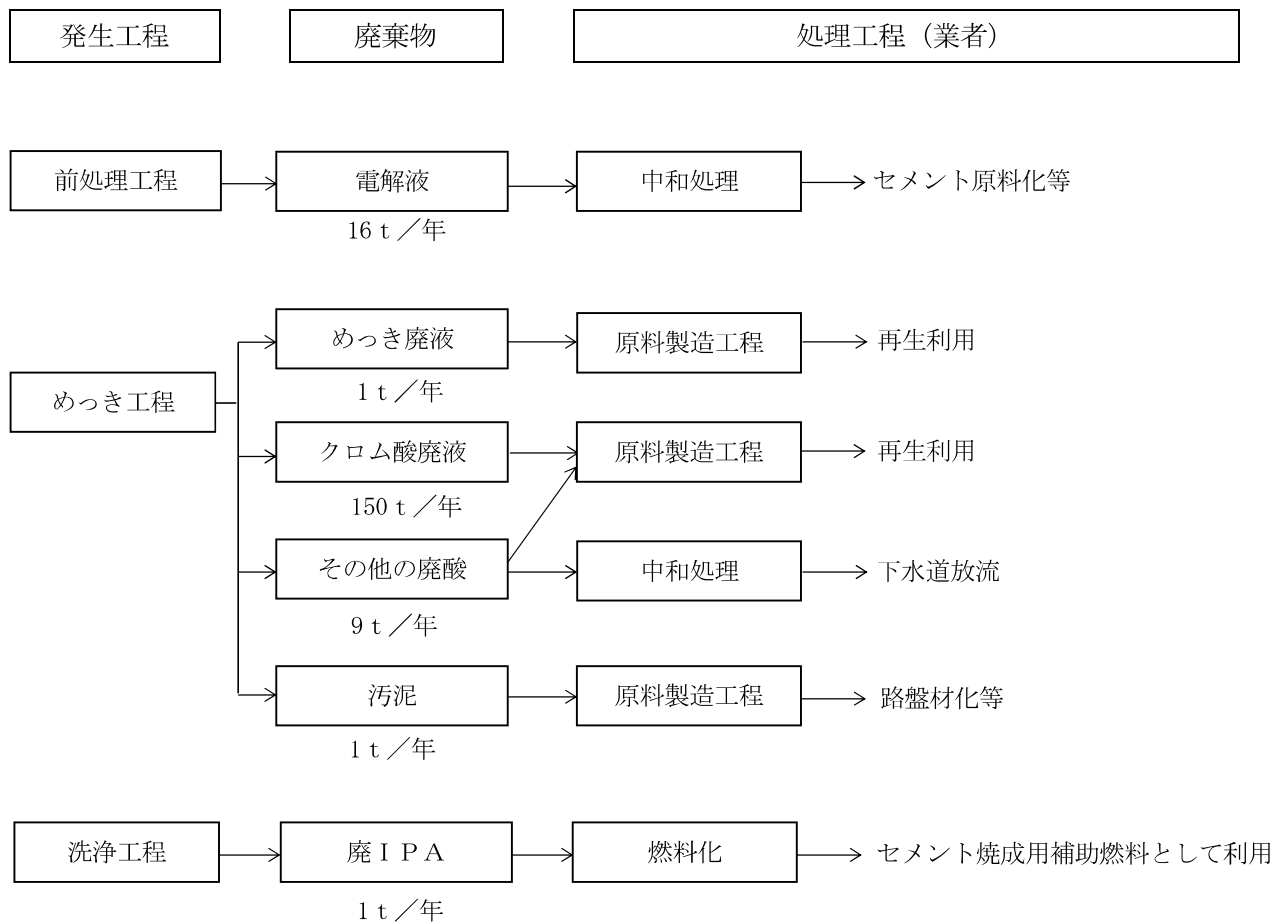 発生工程
廃棄物
処理工程（業者）
前処理工程
電解液
中和処理
セメント原料化等
16ｔ／年
めっき廃液
原料製造工程
再生利用
1ｔ／年
めっき工程
クロム酸廃液
原料製造工程
再生利用
150ｔ／年
その他の廃酸
中和処理
下水道放流
9ｔ／年
汚泥
原料製造工程
路盤材化等
1ｔ／年
洗浄工程
廃ＩＰＡ
燃料化
セメント焼成用補助燃料として利用
1ｔ／年